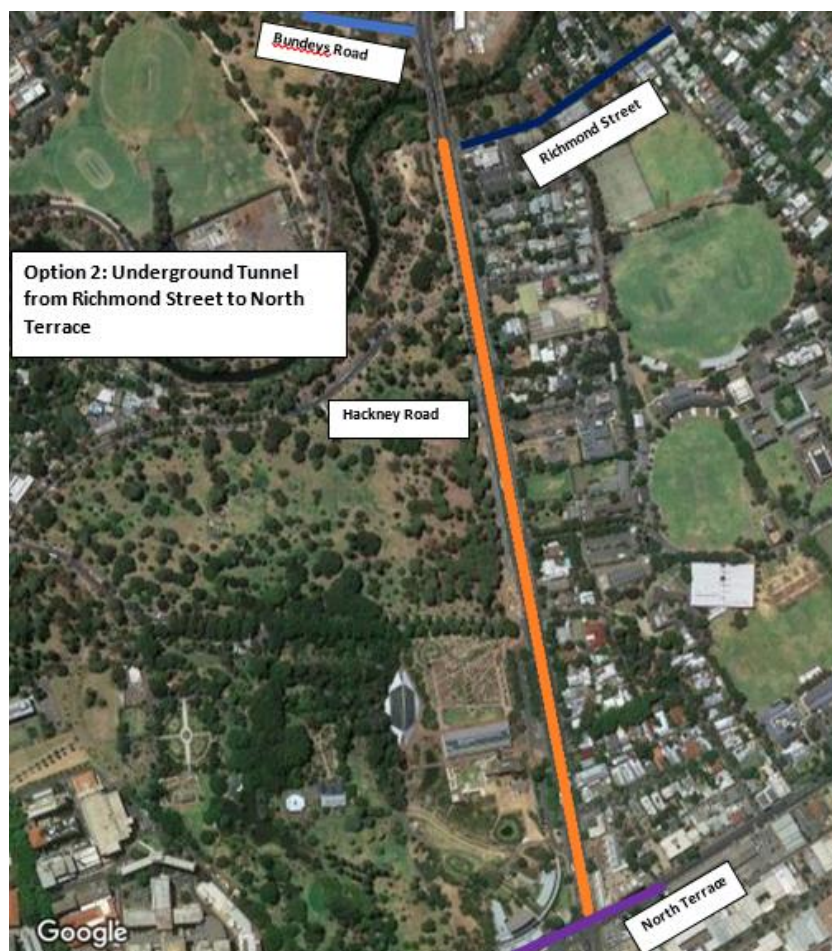 Bundeys Road
Richmond Street
Option 2: Underground Tunnel
from Richmond Street to North
Terrace
Hackney Road
North Terrace
Google